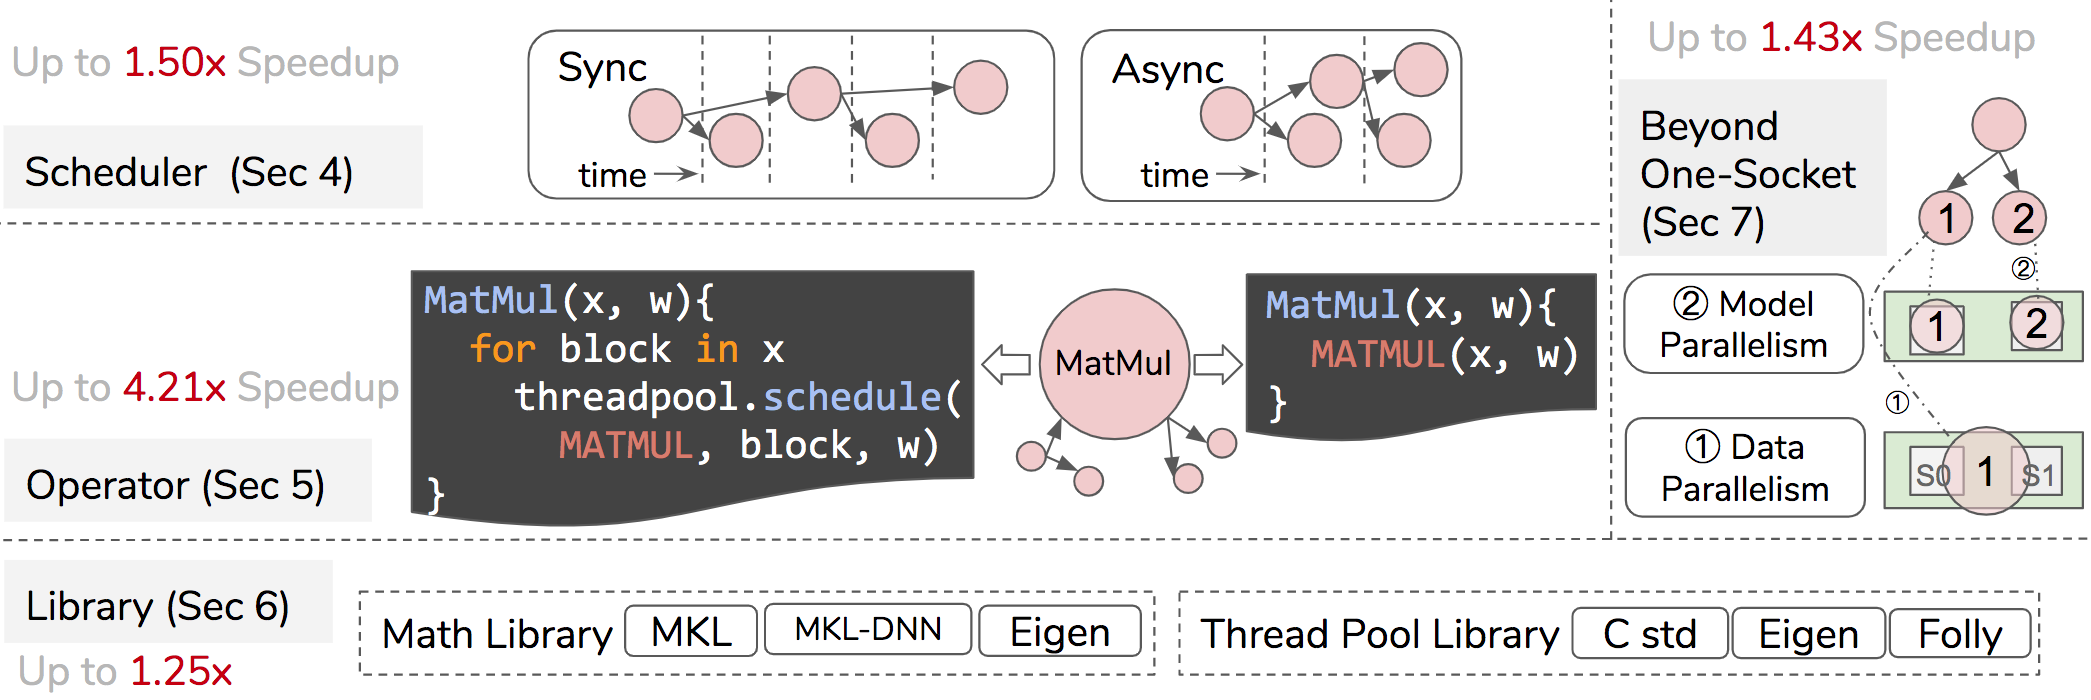 Up to 1.50x Speedup
Scheduler (Sec 4)
Sync
time
Async
time
Up to 4.21x Speedup
Operator (Sec 5)
MatMul(x, w){
for block in x
threadpool.schedule(
MATMUL, block, w)
}
MatMul
MatMul(x, w){
MATMUL(x, w)
}
Up to 1.43x Speedup
Beyond
One-Socket
(Sec 7)
1 2
②
② Model
Parallelism
1 2
①
① Data
Parallelism
S0 1 S1
Library (Sec 6)
Up to 1.25x
Math Library MKL MKL-DNN Eigen
Thread Pool Library C std Eigen Folly